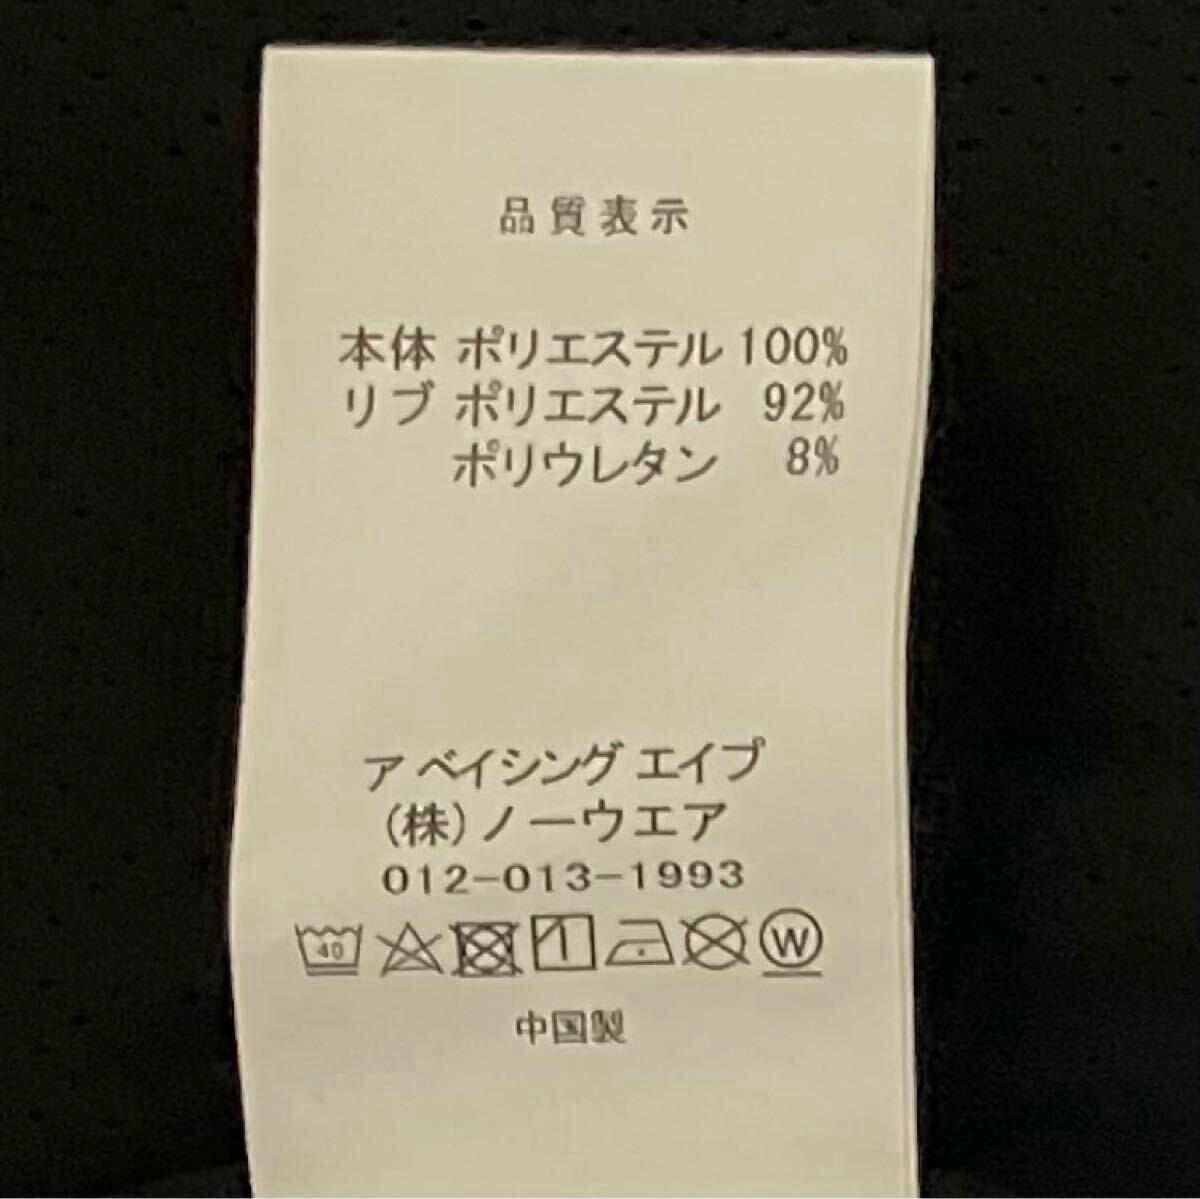 品質表示
本体 ポリエステル 100%
リブ ポリエステル 92%
ポリウレタン 8%
ア ベイシング エイプ
(株)ノーウエア
012-013-1993
40 W
中国製